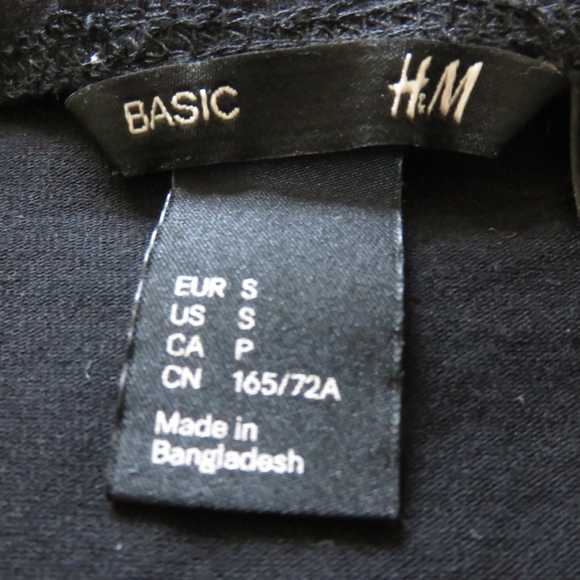 BASIC H&M
EUR S
US S
CA P
CN 165/72A
Made in
Bangladesh